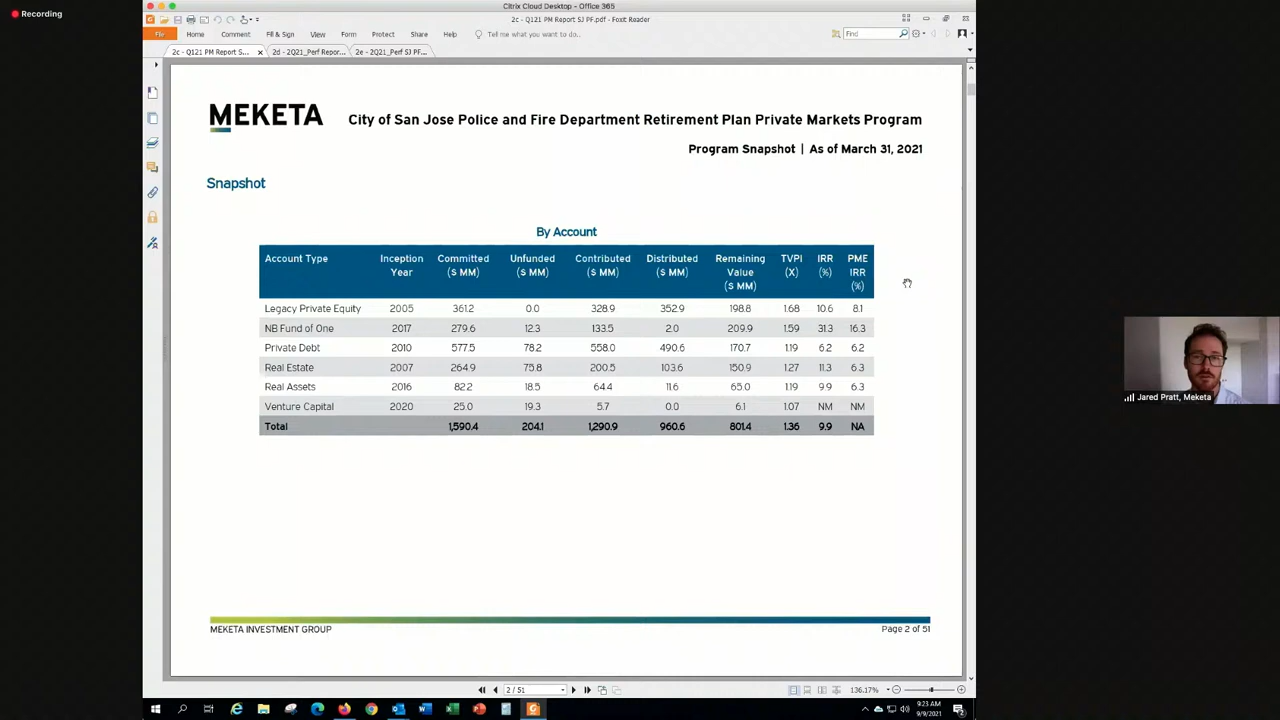 Recording
Citrix Cloud Desktop - Office 365
2c - Q121 PM Report SJ PF.pdf - Foxit Reader
File Home Comment Fill & Sign View Form Protect Share Help Tell me what you want to do.. Find
2c - Q121 PM Report S... 2d - 2Q21_Perf Repor... 2e - 2Q21_Perf SJ PF...
MEKETA
City of San Jose Police and Fire Department Retirement Plan Private Markets Program
Program Snapshot | As of March 31, 2021
Snapshot
By Account
Account Type Inception Year Committed ($ MM) Unfunded ($ MM) Contributed ($ MM) Distributed ($ MM) Remaining Value ($ MM) TVPI (X) IRR (%) PME IRR (%)
Legacy Private Equity 2005 361.2 0.0 328.9 352.9 198.8 1.68 10.6 8.1
NB Fund of One 2017 279.6 12.3 133.5 2.0 209.9 1.59 31.3 16.3
Private Debt 2010 577.5 78.2 558.0 490.6 170.7 1.19 6.2 6.2
Real Estate 2007 264.9 75.8 200.5 103.6 150.9 1.27 11.3 6.3
Real Assets 2016 82.2 18.5 64.4 11.6 65.0 1.19 9.9 6.3
Venture Capital 2020 25.0 19.3 5.7 0.0 6.1 1.07 NM NM
Total 1,590.4 204.1 1,290.9 960.6 801.4 1.36 9.9 NA
Jared Pratt, Meketa
MEKETA INVESTMENT GROUP
Page 2 of 51
2 / 51
136.17%
9:23 AM
9/9/2021